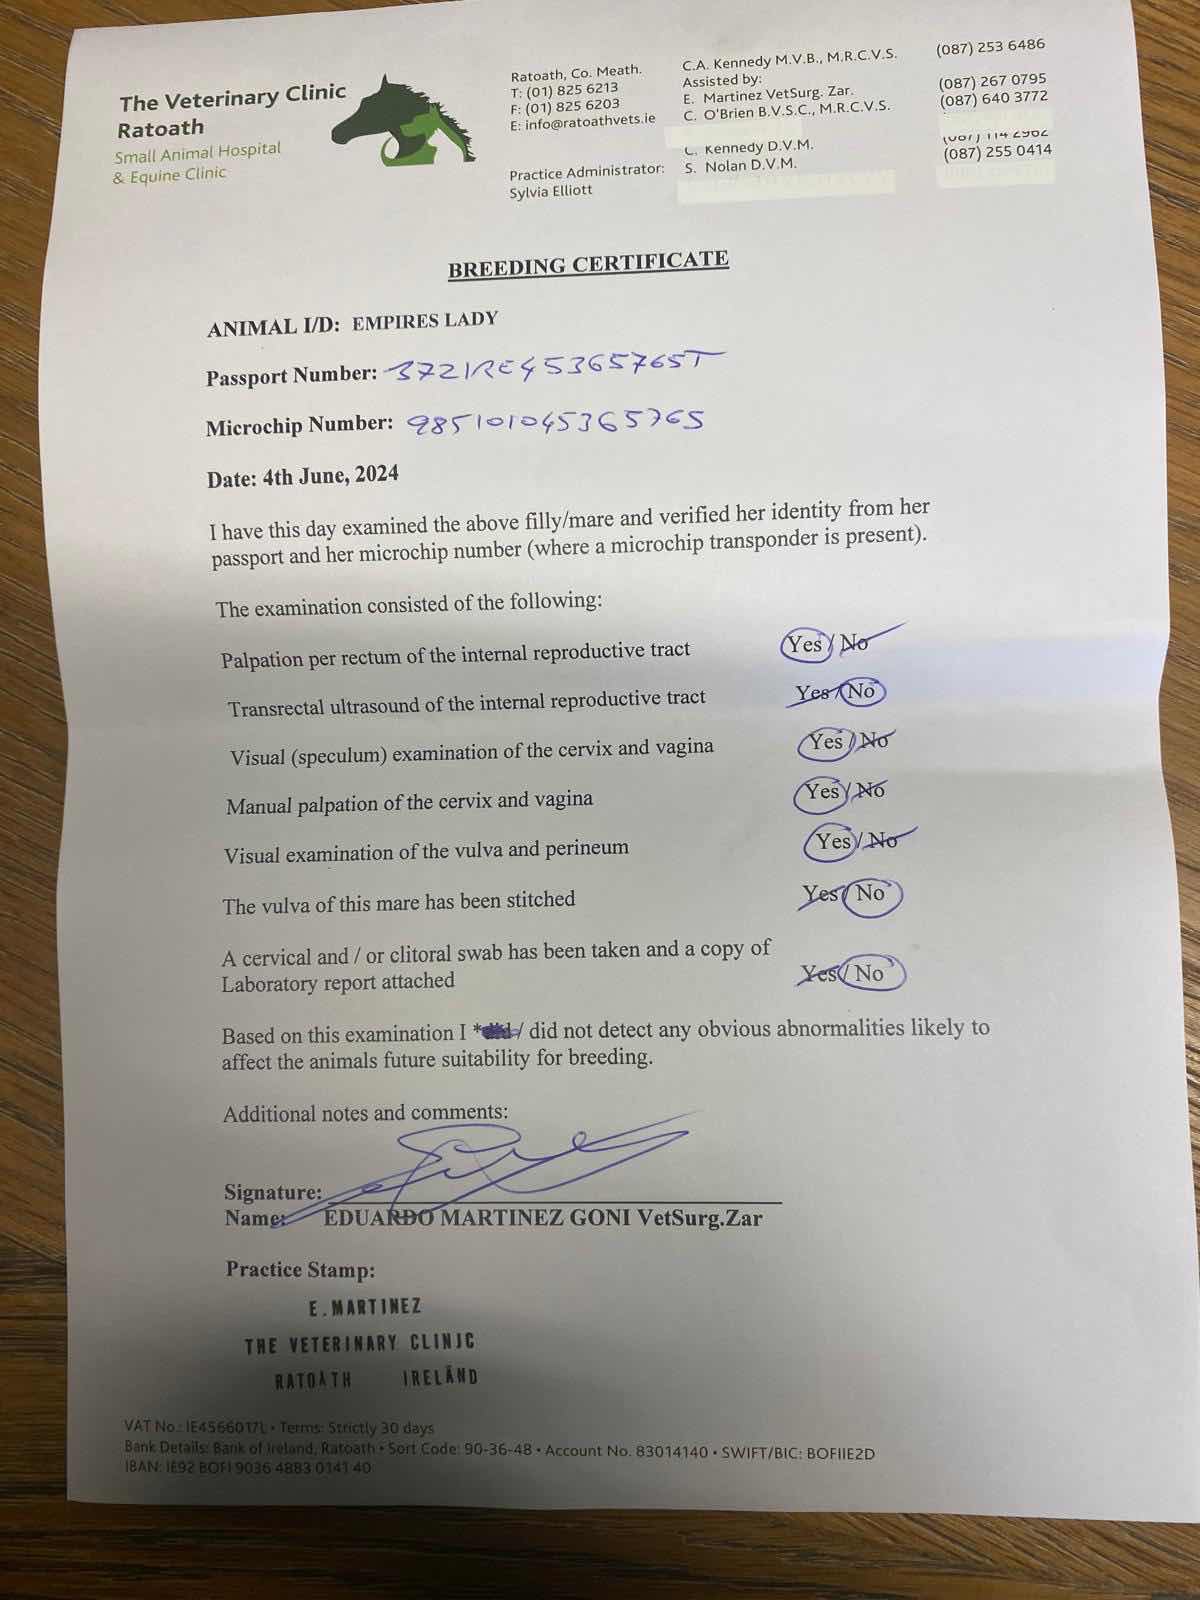 The Veterinary Clinic
Ratoath
Small Animal Hospital
& Equine Clinic
Ratoath, Co. Meath.
T: (01) 825 6213
F: (01) 825 6203
E: info@ratoathvets.ie
Practice Administrator:
Sylvia Elliott
C.A. Kennedy M.V.B., M.R.C.V.S. (087) 253 6486
Assisted by:
E. Martinez VetSurg. Zar. (087) 267 0795
C. O'Brien B.V.S.C., M.R.C.V.S. (087) 640 3772
C. Kennedy D.V.M. (087) 114 2962
S. Nolan D.V.M. (087) 255 0414
BREEDING CERTIFICATE
ANIMAL I/D: EMPIRES LADY
Passport Number: 372IRE45365765T
Microchip Number: 985101045365765
Date: 4th June, 2024
I have this day examined the above filly/mare and verified her identity from her
passport and her microchip number (where a microchip transponder is present).
The examination consisted of the following:
Palpation per rectum of the internal reproductive tract Yes / No
Transrectal ultrasound of the internal reproductive tract Yes / No
Visual (speculum) examination of the cervix and vagina Yes / No
Manual palpation of the cervix and vagina Yes / No
Visual examination of the vulva and perineum Yes / No
The vulva of this mare has been stitched Yes / No
A cervical and / or clitoral swab has been taken and a copy of
Laboratory report attached Yes / No
Based on this examination I * / did not detect any obvious abnormalities likely to
affect the animals future suitability for breeding.
Additional notes and comments:
Signature:
Name: EDUARDO MARTINEZ GONI VetSurg.Zar
Practice Stamp:
E.MARTINEZ
THE VETERINARY CLINIC
RATOATH IRELAND
VAT No.: IE4566017L • Terms: Strictly 30 days
Bank Details: Bank of Ireland, Ratoath • Sort Code: 90-36-48 • Account No. 83014140 • SWIFT/BIC: BOFIIE2D
IBAN: IE92 BOFI 9036 4883 0141 40